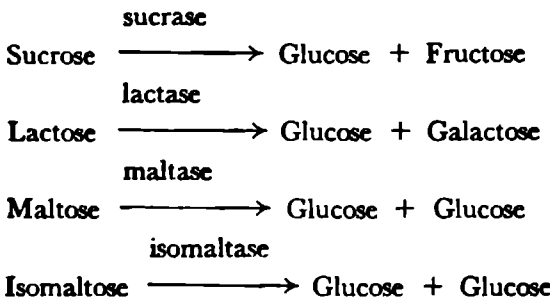 sucrase
Sucrose ⟶ Glucose + Fructose
lactase
Lactose ⟶ Glucose + Galactose
maltase
Maltose ⟶ Glucose + Glucose
isomaltase
Isomaltose ⟶ Glucose + Glucose